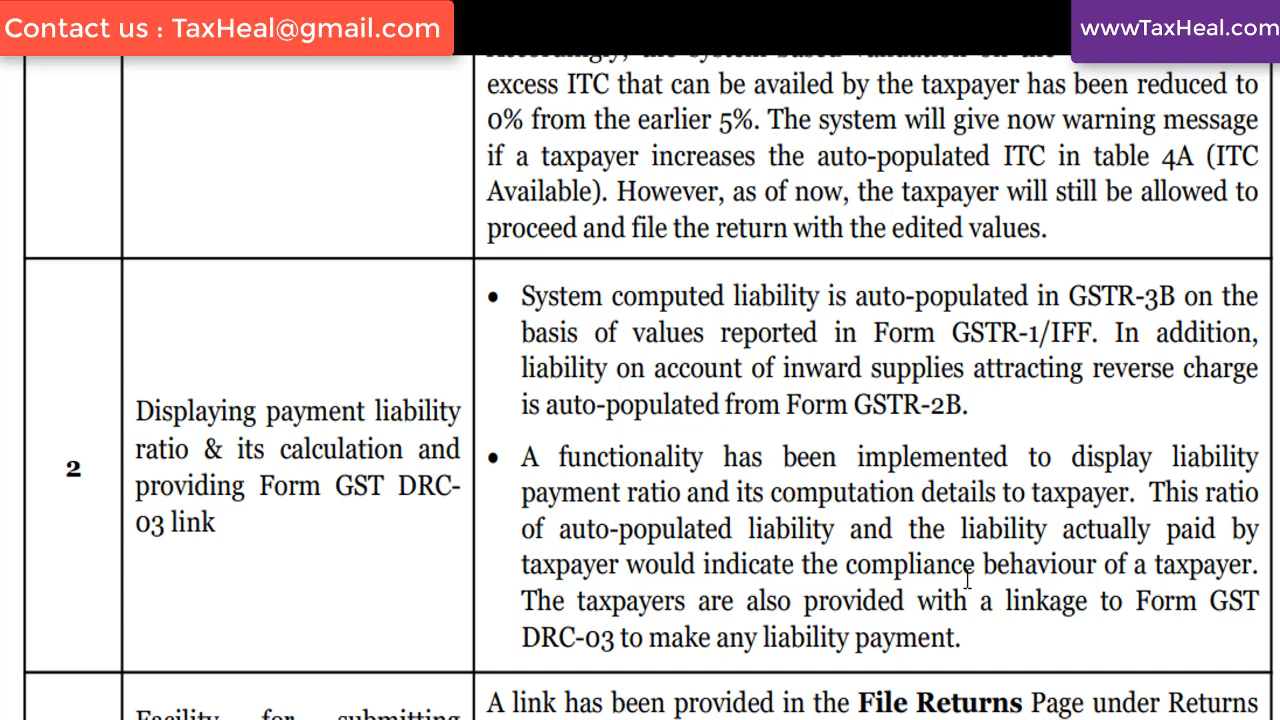 Contact us : TaxHeal@gmail.com
wwwTaxHeal.com
excess ITC that can be availed by the taxpayer has been reduced to
0% from the earlier 5%. The system will give now warning message
if a taxpayer increases the auto-populated ITC in table 4A (ITC
Available). However, as of now, the taxpayer will still be allowed to
proceed and file the return with the edited values.
2
Displaying payment liability
ratio & its calculation and
providing Form GST DRC-
03 link
• System computed liability is auto-populated in GSTR-3B on the
basis of values reported in Form GSTR-1/IFF. In addition,
liability on account of inward supplies attracting reverse charge
is auto-populated from Form GSTR-2B.
• A functionality has been implemented to display liability
payment ratio and its computation details to taxpayer. This ratio
of auto-populated liability and the liability actually paid by
taxpayer would indicate the compliance behaviour of a taxpayer.
The taxpayers are also provided with a linkage to Form GST
DRC-03 to make any liability payment.
Facility for submitting
A link has been provided in the File Returns Page under Returns